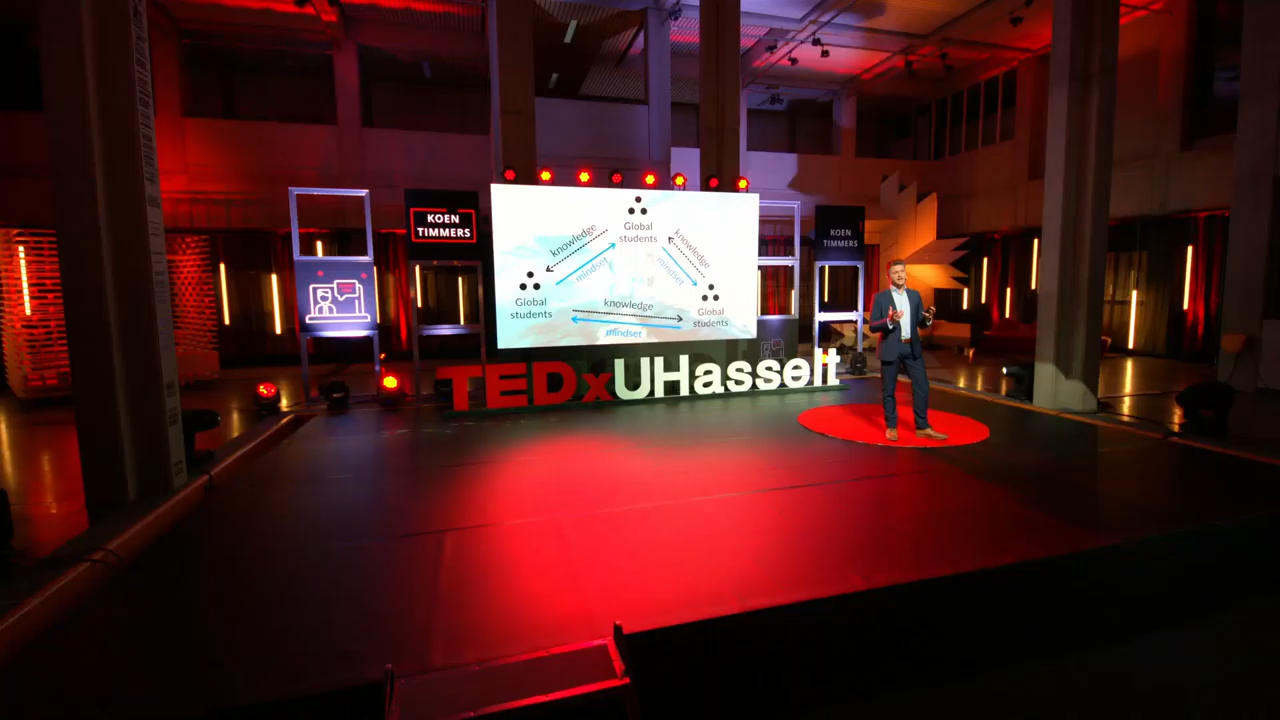 KOEN
TIMMERS
KOEN
TIMMERS
Global
students
knowledge
mindset
knowledge
mindset
Global
students
knowledge
mindset
Global
students
TEDxUHasselt